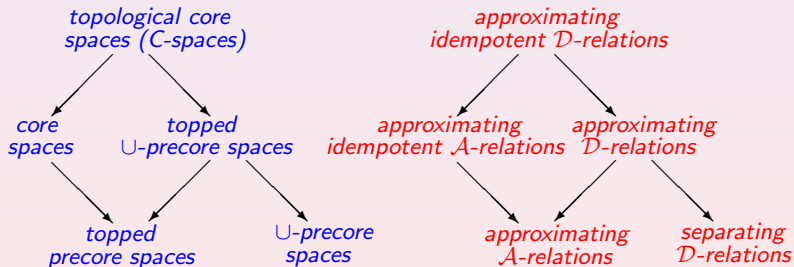 topological core
spaces (C-spaces)
approximating
idempotent 𝒟-relations
core
spaces
topped
∪-precore spaces
approximating
idempotent 𝒜-relations
approximating
𝒟-relations
topped
precore spaces
∪-precore
spaces
approximating
𝒜-relations
separating
𝒟-relations